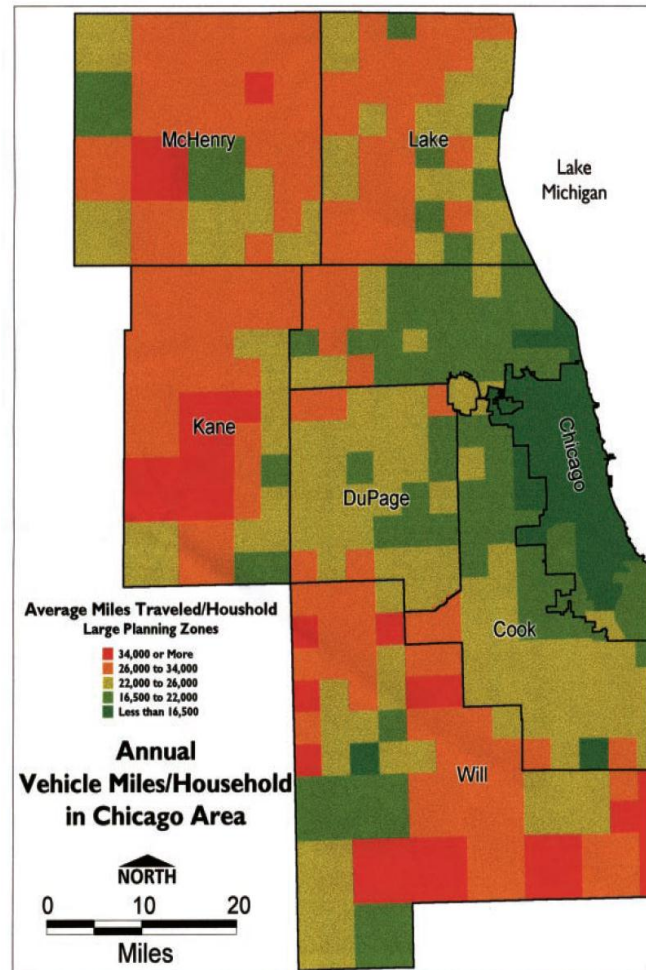 McHenry
Lake
Lake
Michigan
Kane
DuPage
Chicago
Cook
Will
Average Miles Traveled/Houshold
Large Planning Zones
34,000 or More
26,000 to 34,000
22,000 to 26,000
16,500 to 22,000
Less than 16,500
Annual
Vehicle Miles/Household
in Chicago Area
NORTH
0 10 20
Miles